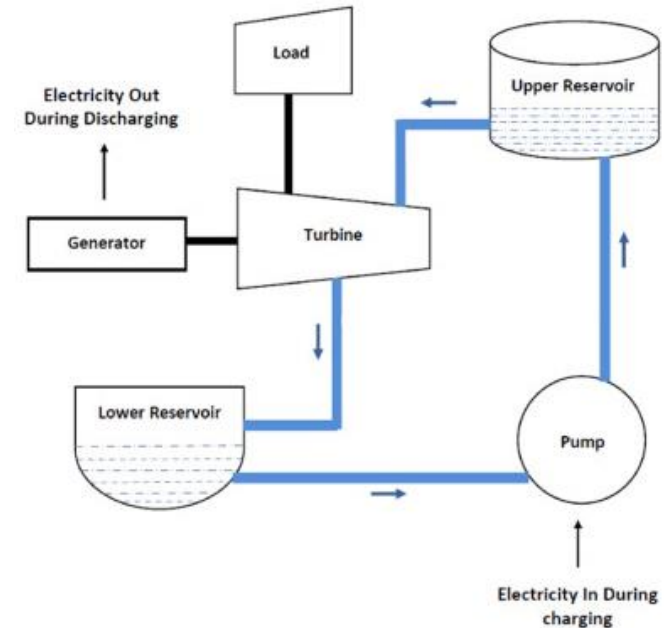 Load
Upper Reservoir
Electricity Out
During Discharging
Turbine
Generator
Lower Reservoir
Pump
Electricity In During
charging